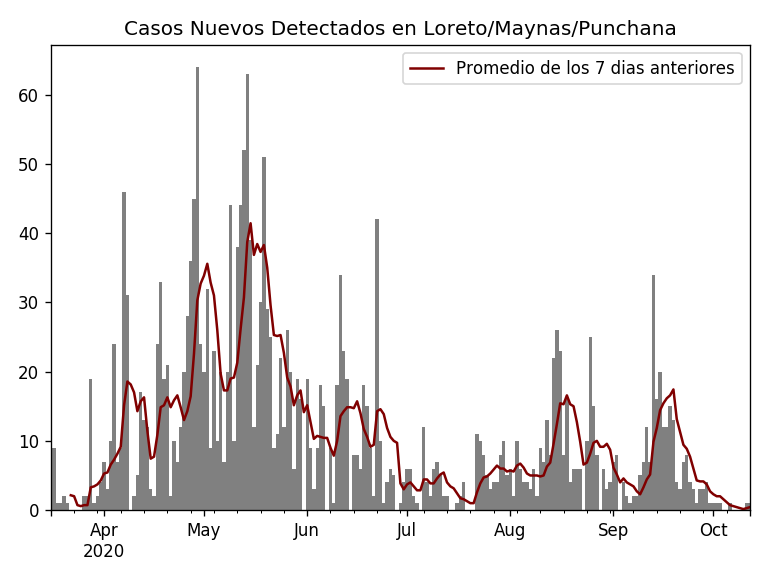 Casos Nuevos Detectados en Loreto/Maynas/Punchana
Promedio de los 7 dias anteriores
60
50
40
30
20
10
0
Apr May Jun Jul Aug Sep Oct
2020